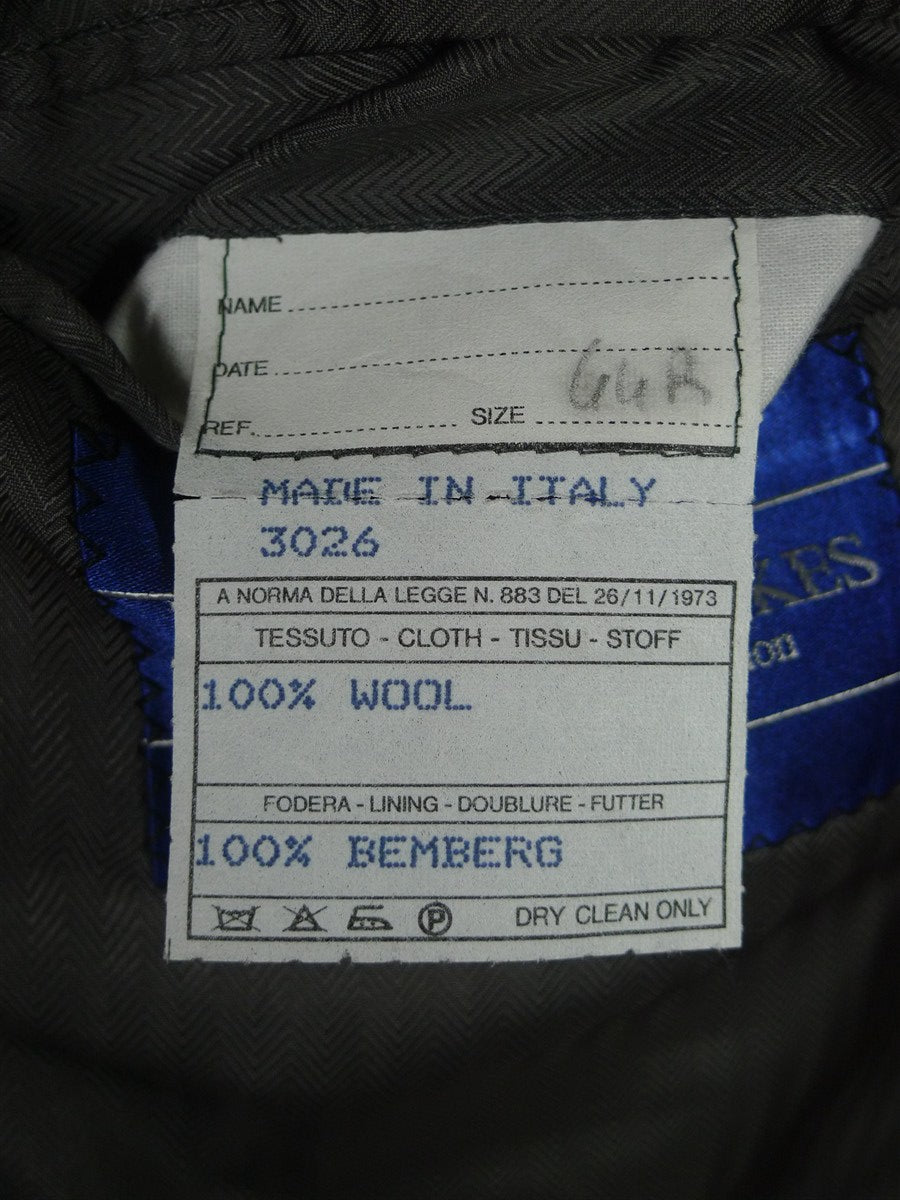 NAME
DATE
REF. SIZE
MADE IN ITALY
3026
A NORMA DELLA LEGGE N. 883 DEL 26/11/1973
TESSUTO - CLOTH - TISSU - STOFF
100% WOOL
FODERA - LINING - DOUBLURE - FUTTER
100% BEMBERG
P DRY CLEAN ONLY
KES